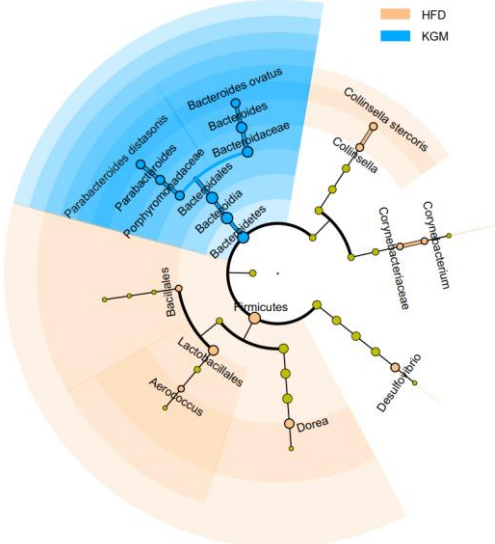 HFD
KGM
Bacteroides ovatus
Bacteroides
Bacteroidaceae
Parabacteroides distasonis
Parabacteroides
Porphyromonadaceae
Bacteroidales
Bacteroidia
Bacteroidetes
Collinsella stercoris
Collinsella
Corynebacterium
Corynebacteriaceae
Firmicutes
Bacillales
Lactobacillales
Aerococcus
Dorea
Desulfovibrio